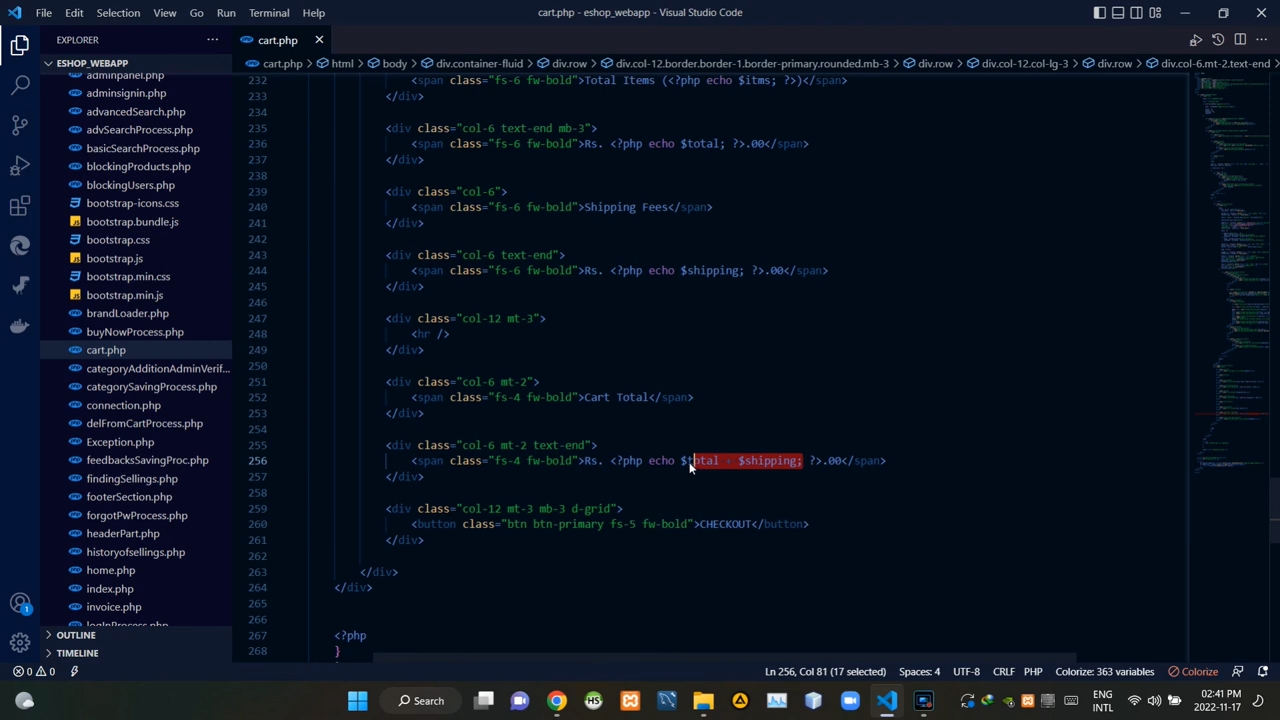 File Edit Selection View Go Run Terminal Help
cart.php - eshop_webapp - Visual Studio Code
EXPLORER
cart.php
ESHOP_WEBAPP
cart.php > html > body > div.container-fluid > div.row > div.col-12.border.border-1.border-primary.rounded.mb-3 > div.row > div.col-12.col-lg-3 > div.row > div.col-6.mt-2.text-end >
adminpanel.php
adminsignin.php
advancedSearch.php
advSearchProcess.php
basicSearchProcess.php
blockingProducts.php
blockingUsers.php
bootstrap-icons.css
bootstrap.bundle.js
bootstrap.css
bootstrap.js
bootstrap.min.css
bootstrap.min.js
brandLoader.php
buyNowProcess.php
cart.php
categoryAdditionAdminVerif...
categorySavingProcess.php
checkout.php
connection.php
delFromCartProcess.php
Exception.php
feedbacksSavingProc.php
findingSellings.php
footerSection.php
forgotPwProcess.php
headerPart.php
historyofsellings.php
home.php
index.php
invoice.php
logInProcess.php
OUTLINE
TIMELINE
232 <span class="fs-6 fw-bold">Total Items (<?php echo $itms; ?>)</span>
233 </div>
234
235 <div class="col-6 text-end mb-3">
236 <span class="fs-6 fw-bold">Rs. <?php echo $total; ?>.00</span>
237 </div>
238
239 <div class="col-6">
240 <span class="fs-6 fw-bold">Shipping Fees</span>
241 </div>
242
243 <div class="col-6 text-end">
244 <span class="fs-6 fw-bold">Rs. <?php echo $shipping; ?>.00</span>
245 </div>
246
247 <div class="col-12 mt-3">
248 <hr />
249 </div>
250
251 <div class="col-6 mt-2">
252 <span class="fs-4 fw-bold">Cart Total</span>
253 </div>
254
255 <div class="col-6 mt-2 text-end">
256 <span class="fs-4 fw-bold">Rs. <?php echo $total + $shipping; ?>.00</span>
257 </div>
258
259 <div class="col-12 mt-3 mb-3 d-grid">
260 <button class="btn btn-primary fs-5 fw-bold">CHECKOUT</button>
261 </div>
262
263 </div>
264 </div>
265
266
267 <?php
268 }
0 0
Ln 256, Col 81 (17 selected) Spaces: 4 UTF-8 CRLF PHP Colorize: 363 variables Colorize
1
Search
ENG
INTL
02:41 PM
2022-11-17